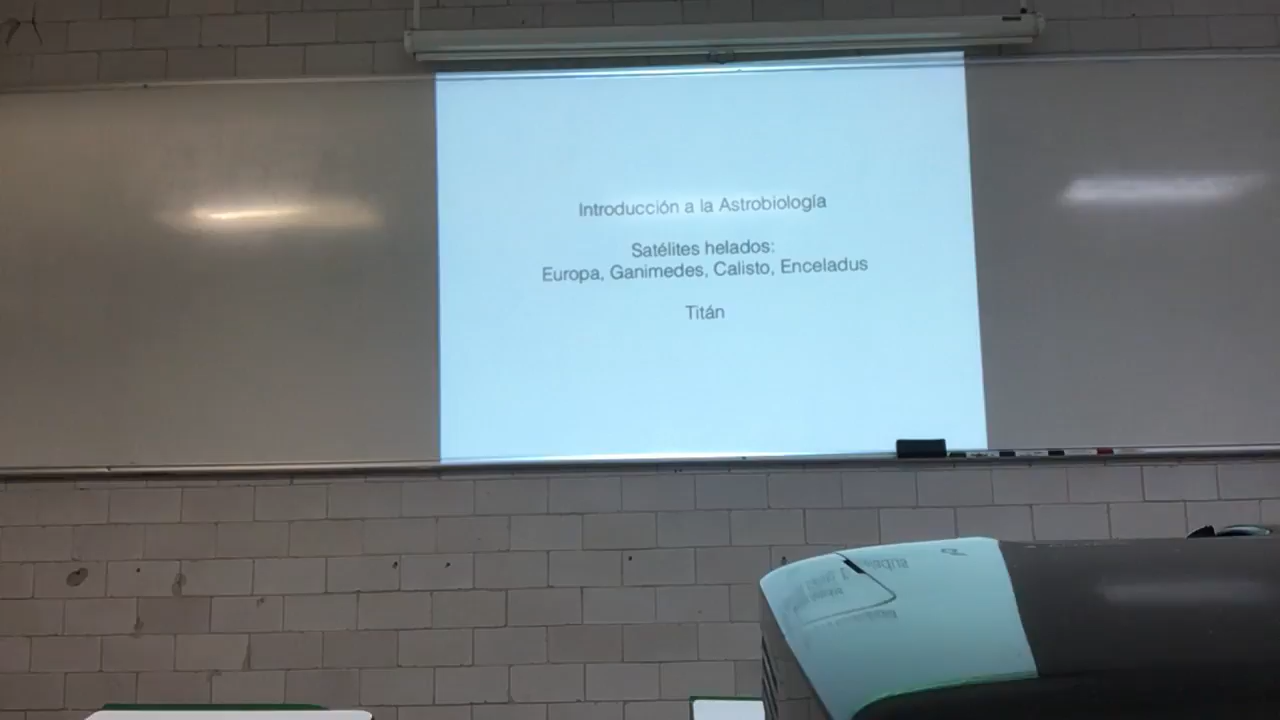 Introducción a la Astrobiología
Satélites helados:
Europa, Ganimedes, Calisto, Enceladus
Titán